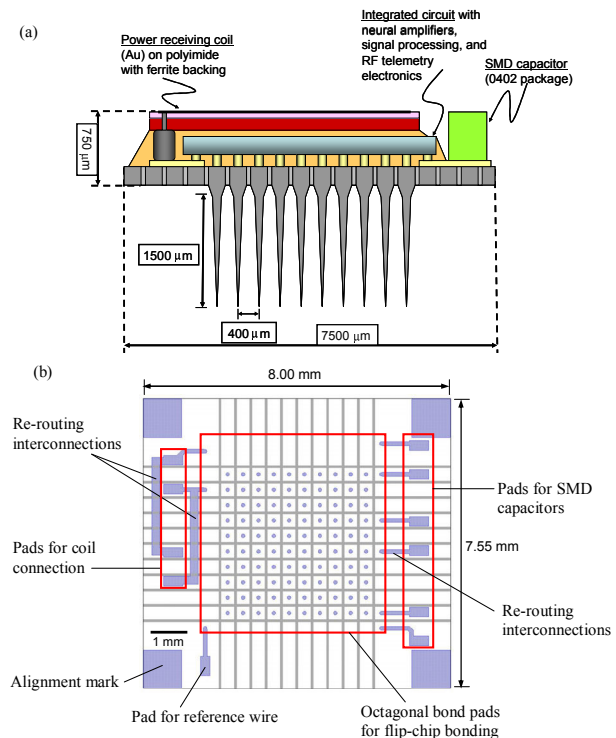 (a)
Power receiving coil
(Au) on polyimide
with ferrite backing
Integrated circuit with
neural amplifiers,
signal processing, and
RF telemetry
electronics
SMD capacitor
(0402 package)
750 μm
1500 μm
400 μm
7500 μm
(b)
8.00 mm
Re-routing
interconnections
Pads for coil
connection
1 mm
Alignment mark
Pad for reference wire
Pads for SMD
capacitors
7.55 mm
Re-routing
interconnections
Octagonal bond pads
for flip-chip bonding